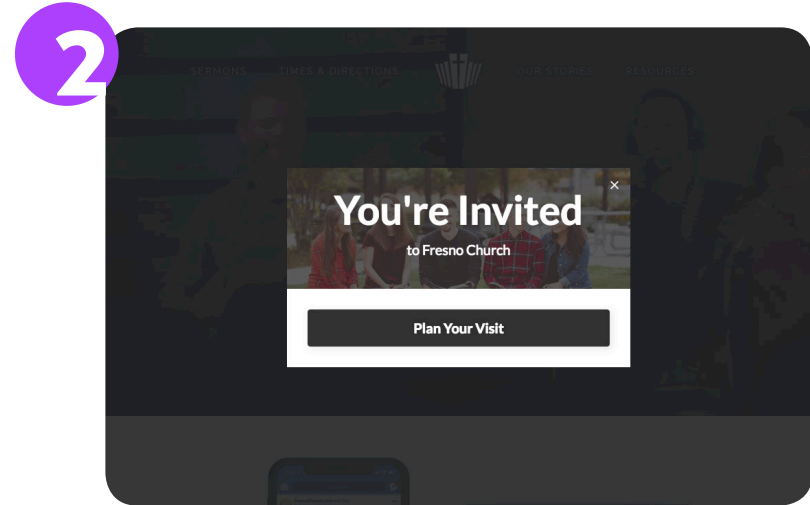 2
SERMONS TIMES & DIRECTIONS OUR STORIES RESOURCES
You're Invited
×
to Fresno Church
Plan Your Visit